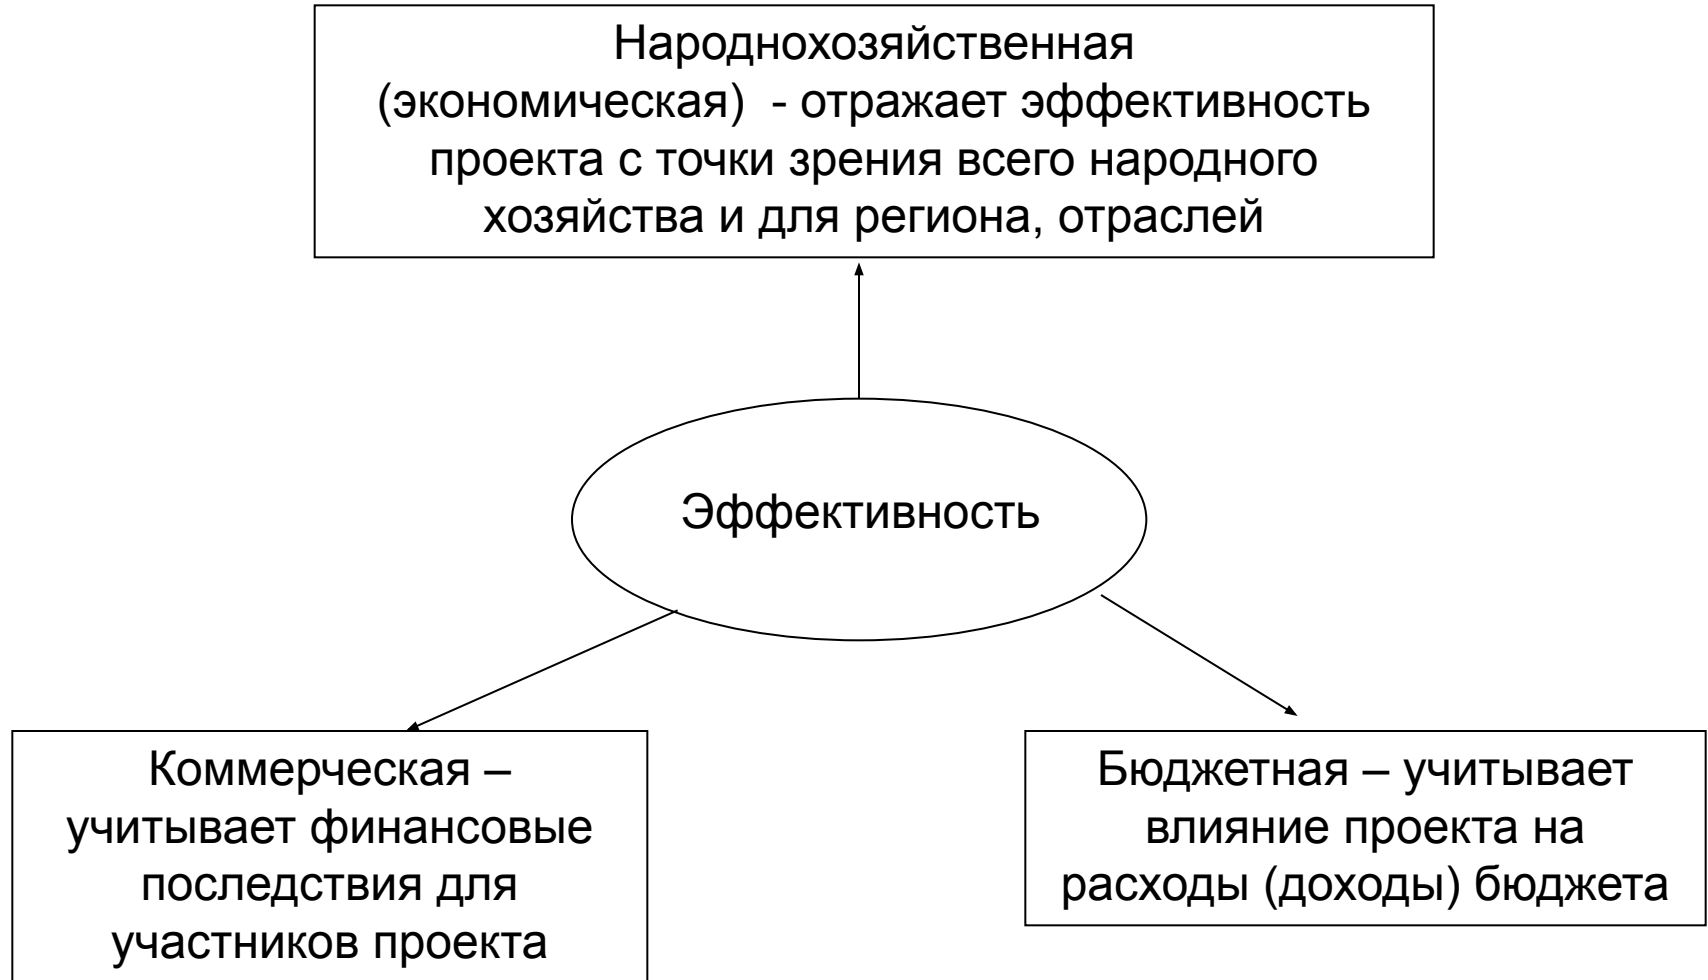 Народнохозяйственная
(экономическая)  - отражает эффективность
проекта с точки зрения всего народного
хозяйства и для региона, отраслей
Эффективность
Коммерческая –
учитывает финансовые
последствия для
участников проекта
Бюджетная – учитывает
влияние проекта на
расходы (доходы) бюджета